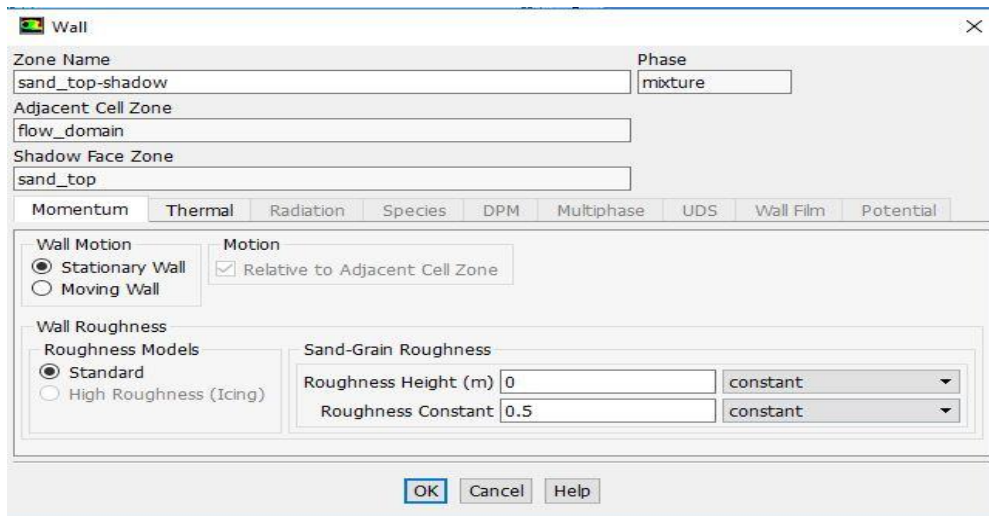 Wall
Zone Name
Phase
sand_top-shadow
mixture
Adjacent Cell Zone
flow_domain
Shadow Face Zone
sand_top
Momentum Thermal Radiation Species DPM Multiphase UDS Wall Film Potential
Wall Motion Motion
Stationary Wall Relative to Adjacent Cell Zone
Moving Wall
Wall Roughness
Roughness Models Sand-Grain Roughness
Standard
Roughness Height (m) 0 constant
High Roughness (Icing)
Roughness Constant 0.5 constant
OK Cancel Help